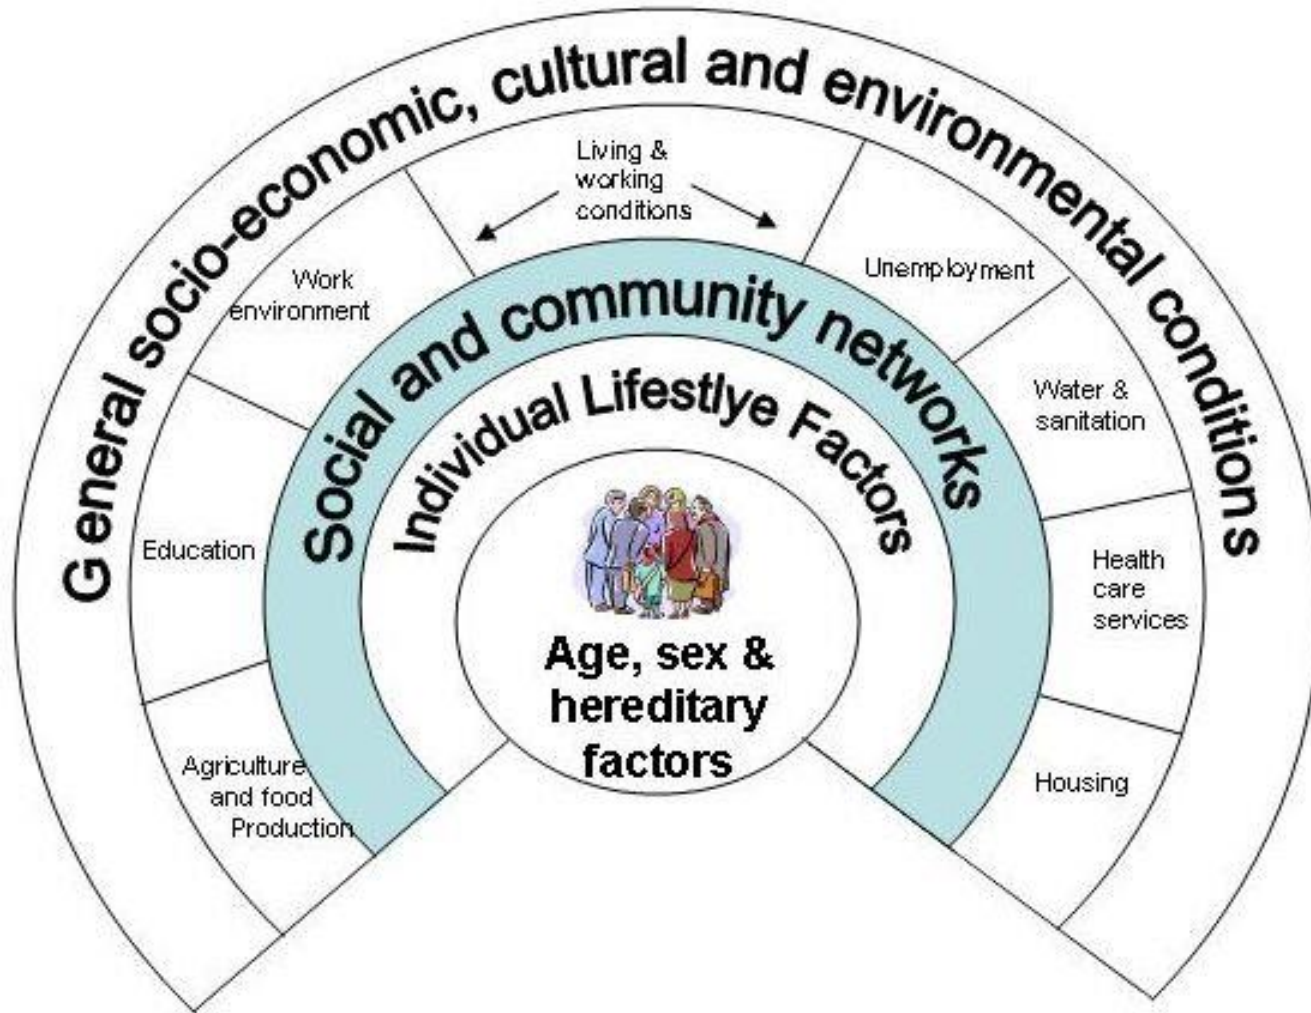 General socio-economic, cultural and environmental conditions
Living &
working
conditions
Work
environment
Unemployment
Education
Water &
sanitation
Agriculture
and food
Production
Health
care
services
Housing
Social and community networks
Individual Lifestlye Factors
Age, sex &
hereditary
factors